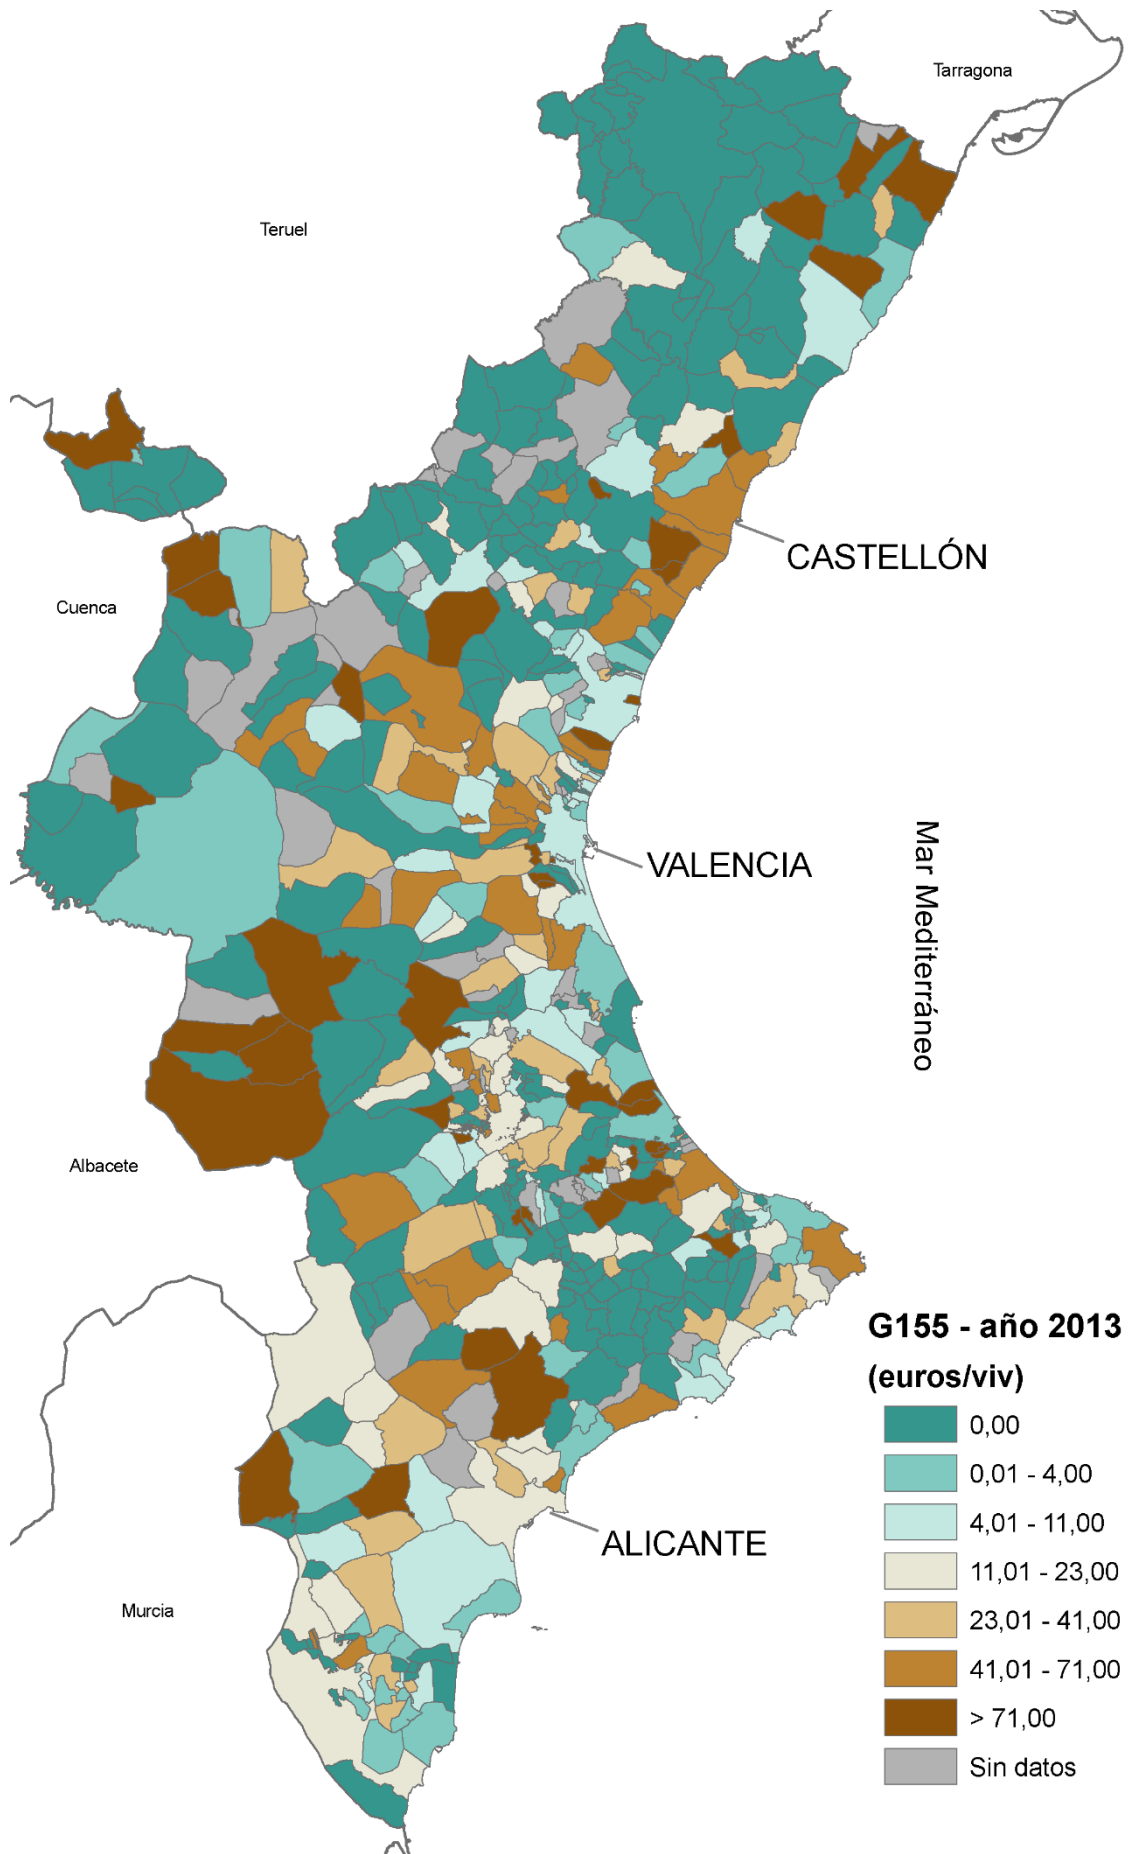 Tarragona
Teruel
CASTELLÓN
Cuenca
VALENCIA
Mar Mediterráneo
Albacete
ALICANTE
Murcia
G155 - año 2013
(euros/viv)
0,00
0,01 - 4,00
4,01 - 11,00
11,01 - 23,00
23,01 - 41,00
41,01 - 71,00
> 71,00
Sin datos